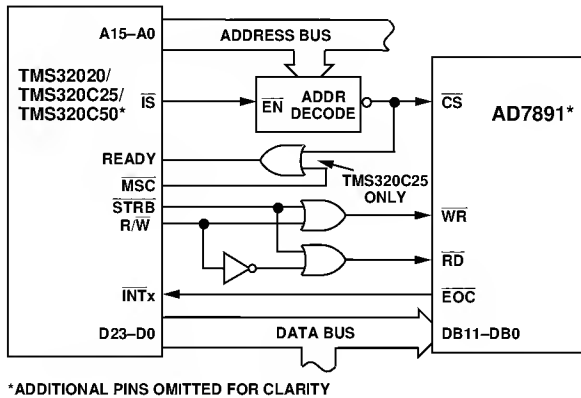 A15–A0
ADDRESS BUS
TMS32020/
TMS320C25/
TMS320C50*
IS
EN
ADDR
DECODE
CS
AD7891*
READY
MSC
TMS320C25
ONLY
STRB
R/W
WR
RD
INTx
EOC
D23–D0
DATA BUS
DB11–DB0
*ADDITIONAL PINS OMITTED FOR CLARITY